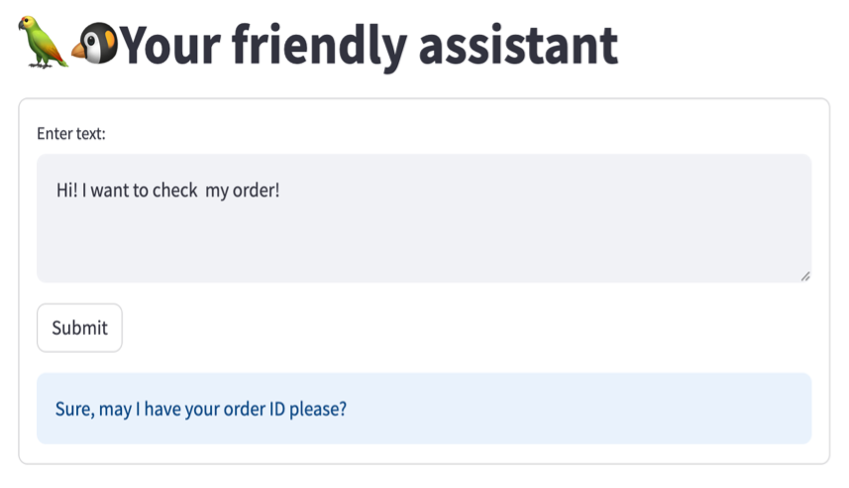 🦜🐧Your friendly assistant
Enter text:
Hi! I want to check  my order!
Submit
Sure, may I have your order ID please?